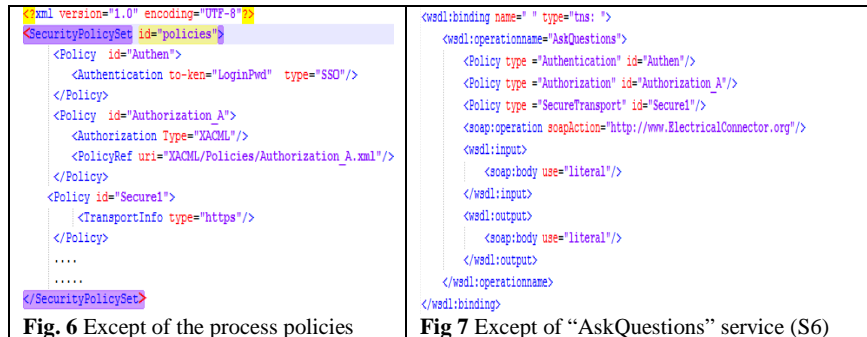 <?xml version="1.0" encoding="UTF-8"?>
<SecurityPolicySet id="policies">
<Policy id="Authen">
<Authentication to-ken="LoginPwd" type="SSO"/>
</Policy>
<Policy id="Authorization_A">
<Authorization Type="XACML"/>
<PolicyRef uri="XACML/Policies/Authorization_A.xml"/>
</Policy>
<Policy id="Secure1">
<TransportInfo type="https"/>
</Policy>
....
.....
</SecurityPolicySet>
Fig. 6 Except of the process policies
<wsdl:binding name=" " type="tns: ">
<wsdl:operationname="AskQuestions">
<Policy type ="Authentication" id="Authen"/>
<Policy type ="Authorization" id="Authorization_A"/>
<Policy type ="SecureTransport" id="Secure1"/>
<soap:operation soapAction="http://www.ElectricalConnector.org"/>
<wsdl:input>
<soap:body use="literal"/>
</wsdl:input>
<wsdl:output>
<soap:body use="literal"/>
</wsdl:output>
</wsdl:operationname>
</wsdl:binding>
Fig 7 Except of “AskQuestions” service (S6)